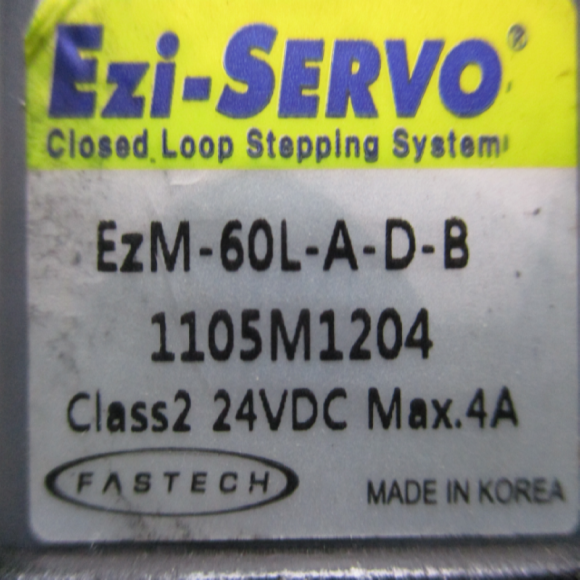 Ezi-SERVO®
Closed Loop Stepping System
EzM-60L-A-D-B
1105M1204
Class2 24VDC Max.4A
FASTECH
MADE IN KOREA